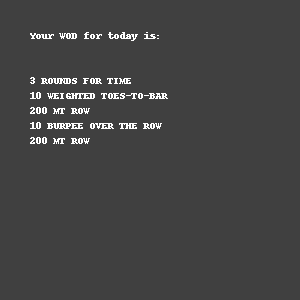 Your WOD for today is:
3 ROUNDS FOR TIME
10 WEIGHTED TOES-TO-BAR
200 MT ROW
10 BURPEE OVER THE ROW
200 MT ROW